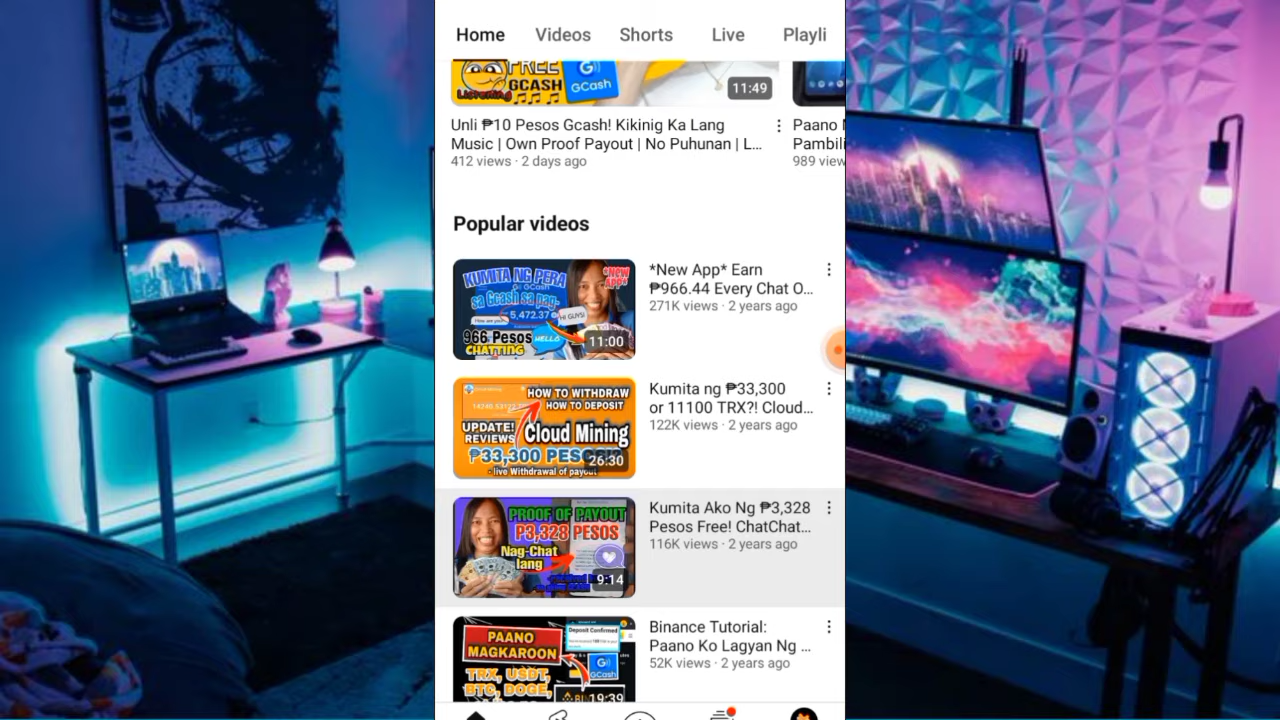 Home Videos Shorts Live Playli
FREE
GCASH
GCash
Listening
11:49
Unli ₱10 Pesos Gcash! Kikinig Ka Lang
Music | Own Proof Payout | No Puhunan | L...
412 views · 2 days ago
Paano
Pambili
989 view
Popular videos
KUMITA NG PERA
GCash
sa Gcash sa pag-
*NEW
APP*
5,472.37
HI GUYS!
966 Pesos
HELLO
CHATTING
11:00
*New App* Earn
₱966.44 Every Chat O...
271K views · 2 years ago
HOW TO WITHDRAW
HOW TO DEPOSIT
UPDATE!
REVIEWS
Cloud Mining
₱33,300 PESOS
- live Withdrawal of payout
26:30
Kumita ng ₱33,300
or 11100 TRX?! Cloud...
122K views · 2 years ago
PROOF OF PAYOUT
P3,328 PESOS
Nag-Chat
lang
9:14
Kumita Ako Ng ₱3,328
Pesos Free! ChatChat...
116K views · 2 years ago
PAANO
MAGKAROON
Deposit Confirmed
GCash
TRX, USDT,
BTC, DOGE,
19:39
Binance Tutorial:
Paano Ko Lagyan Ng ...
52K views · 2 years ago